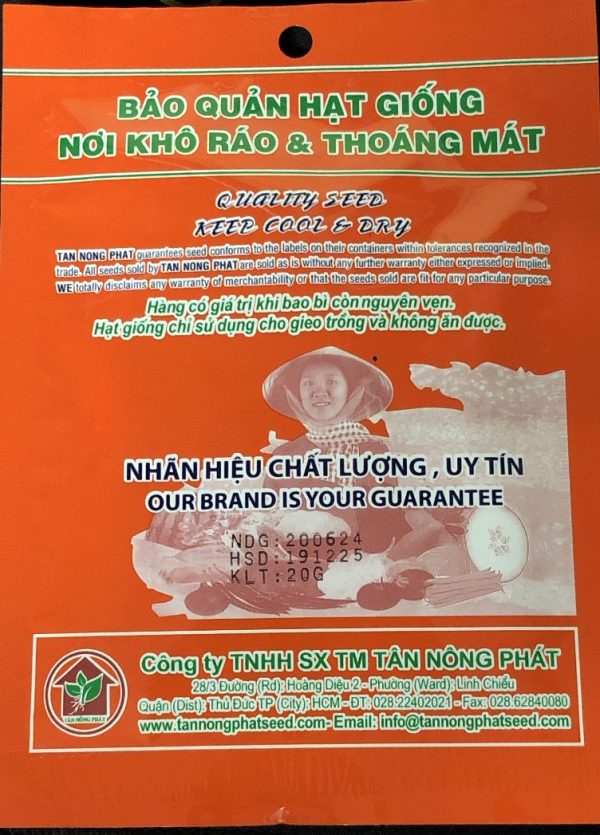 BẢO QUẢN HẠT GIỐNG
NƠI KHÔ RÁO & THOÁNG MÁT
QUALITY SEED
KEEP COOL & DRY
TAN NONG PHAT guarantees seed conforms to the labels on their containers within tolerances recognized in the
trade. All seeds sold by TAN NONG PHAT are sold as is without any further warranty either expressed or implied.
WE totally disclaims any warranty of merchantability or that the seeds sold are fit for any particular purpose.
Hàng có giá trị khi bao bì còn nguyên vẹn.
Hạt giống chỉ sử dụng cho gieo trồng và không ăn được.
NHÃN HIỆU CHẤT LƯỢNG , UY TÍN
OUR BRAND IS YOUR GUARANTEE
NDG:200624
HSD:191225
KLT:20G
Công ty TNHH SX TM TÂN NÔNG PHÁT
28/3 Đường (Rd): Hoàng Diệu 2 - Phường (Ward): Linh Chiểu
Quận (Dist): Thủ Đức TP (City): HCM - ĐT: 028.22402021 - Fax: 028.62840080
www.tannongphatseed.com- Email: info@tannongphatseed.com
TÂN NÔNG PHÁT